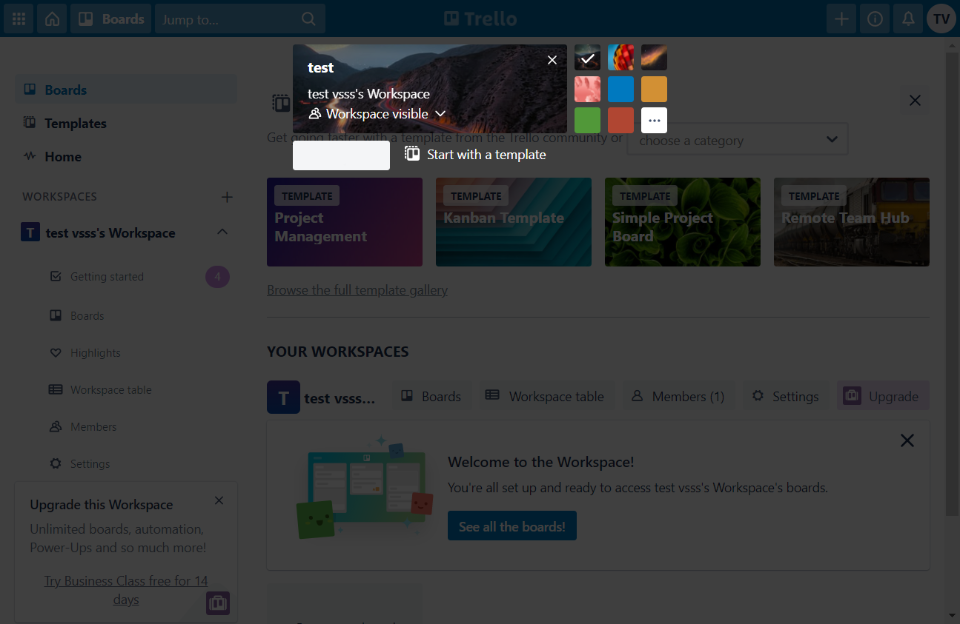 Boards
Jump to...
Trello
TV
test
test vsss's Workspace
Workspace visible
Start with a template
Boards
Templates
Home
WORKSPACES
T
test vsss's Workspace
Getting started
4
Boards
Highlights
Workspace table
Members
Settings
Upgrade this Workspace
Unlimited boards, automation,
Power-Ups and so much more!
Try Business Class free for 14
days
Get going faster with a template from the Trello community or
choose a category
TEMPLATE
Project
Management
TEMPLATE
Kanban Template
TEMPLATE
Simple Project
Board
TEMPLATE
Remote Team Hub
Browse the full template gallery
YOUR WORKSPACES
T
test vsss...
Boards
Workspace table
Members (1)
Settings
Upgrade
Welcome to the Workspace!
You're all set up and ready to access test vsss's Workspace's boards.
See all the boards!